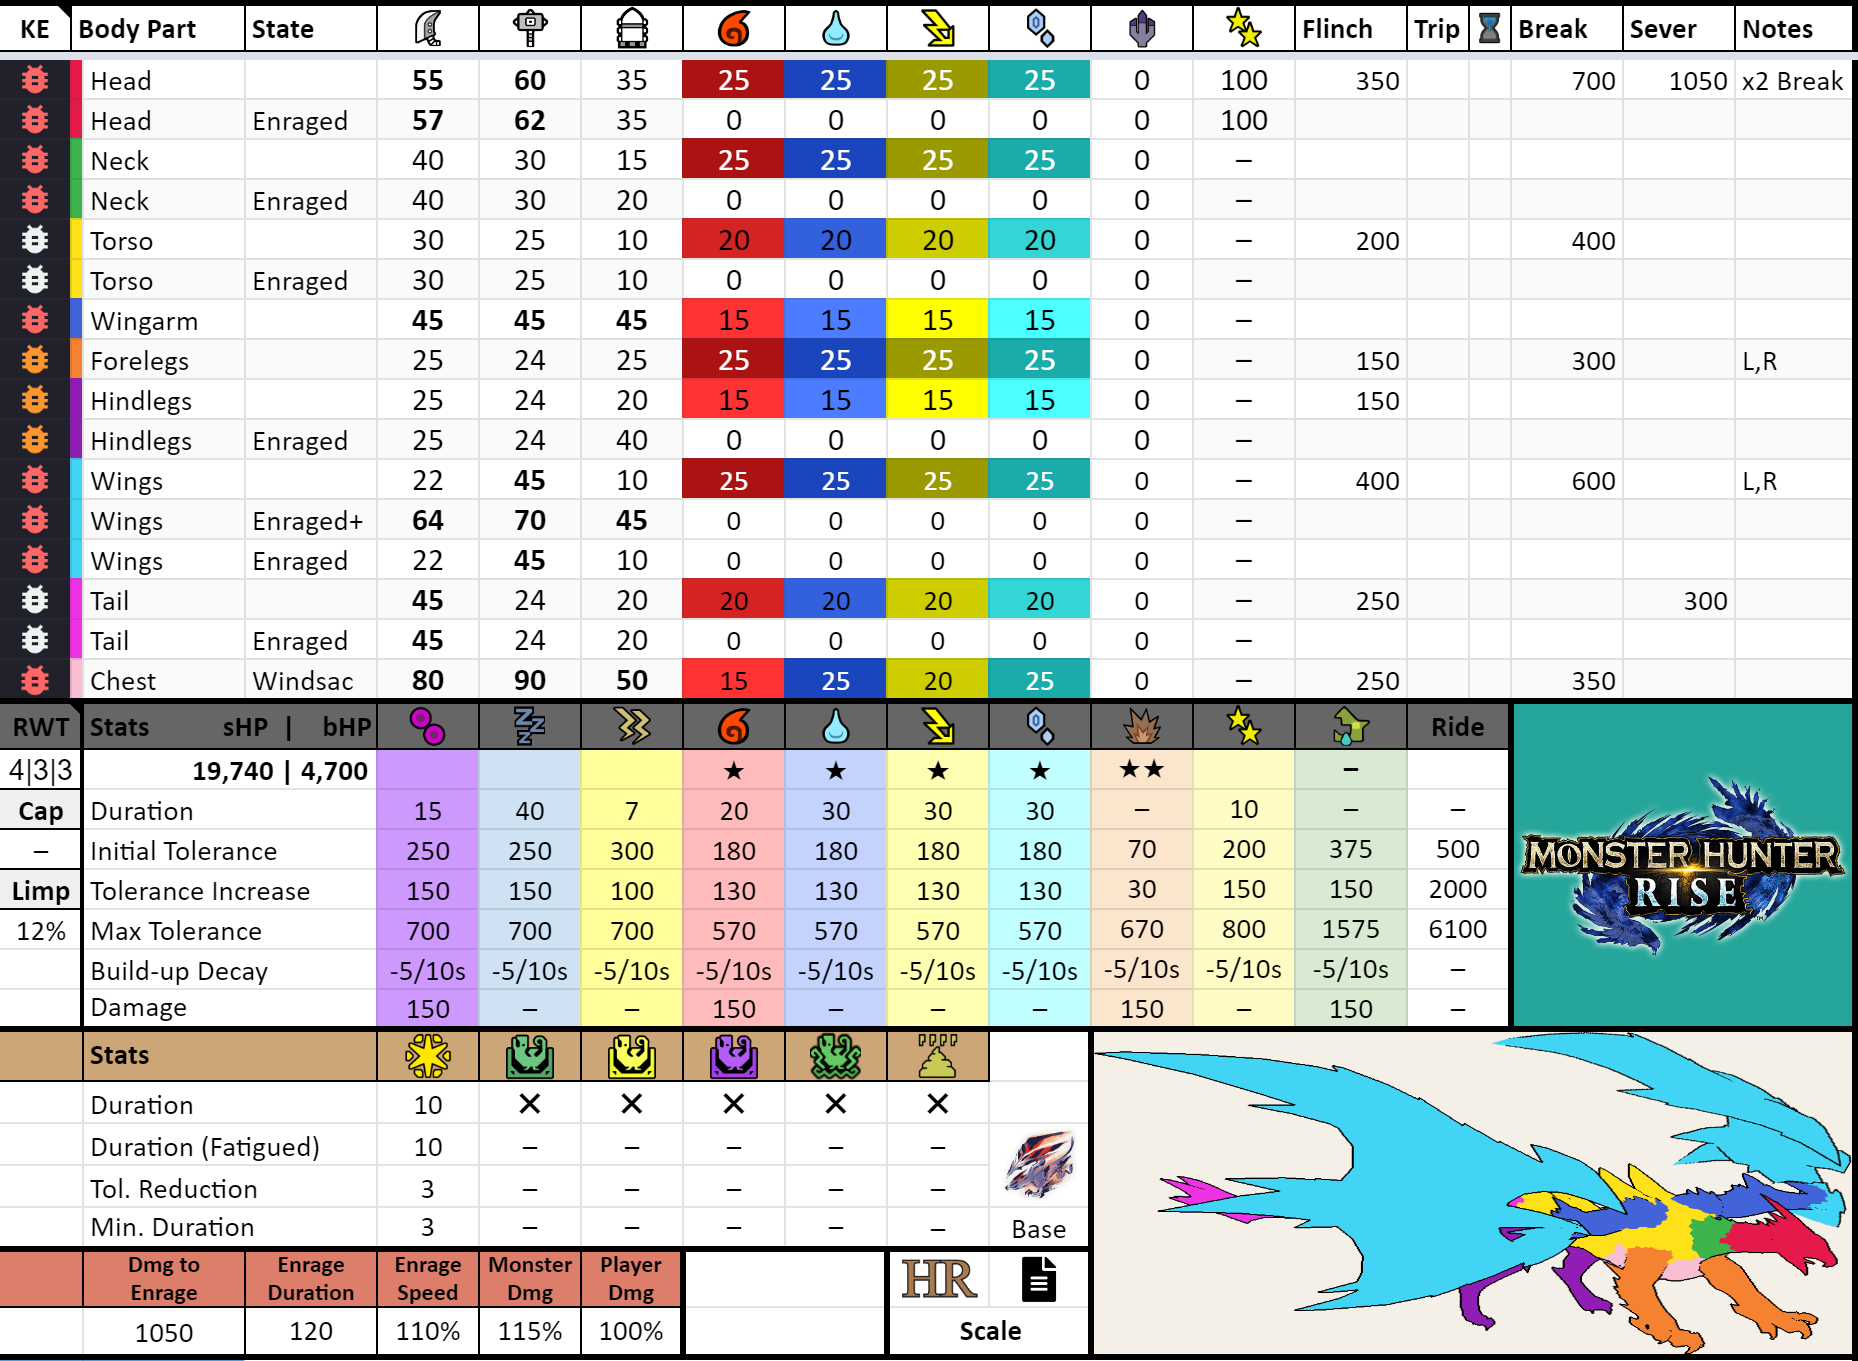 KE Body Part State Flinch Trip Break Sever Notes
Head 55 60 35 25 25 25 25 0 100 350 700 1050 x2 Break
Head Enraged 57 62 35 0 0 0 0 0 100
Neck 40 30 15 25 25 25 25 0 –
Neck Enraged 40 30 20 0 0 0 0 0 –
Torso 30 25 10 20 20 20 20 0 – 200 400
Torso Enraged 30 25 10 0 0 0 0 0 –
Wingarm 45 45 45 15 15 15 15 0 –
Forelegs 25 24 25 25 25 25 25 0 – 150 300 L,R
Hindlegs 25 24 20 15 15 15 15 0 – 150
Hindlegs Enraged 25 24 40 0 0 0 0 0 –
Wings 22 45 10 25 25 25 25 0 – 400 600 L,R
Wings Enraged+ 64 70 45 0 0 0 0 0 –
Wings Enraged 22 45 10 0 0 0 0 0 –
Tail 45 24 20 20 20 20 20 0 – 250 300
Tail Enraged 45 24 20 0 0 0 0 0 –
Chest Windsac 80 90 50 15 25 20 25 0 – 250 350
RWT Stats sHP | bHP Ride
4|3|3 19,740 | 4,700 ★ ★ ★ ★ ★★ –
Cap Duration 15 40 7 20 30 30 30 – 10 – –
– Initial Tolerance 250 250 300 180 180 180 180 70 200 375 500
Limp Tolerance Increase 150 150 100 130 130 130 130 30 150 150 2000
12% Max Tolerance 700 700 700 570 570 570 570 670 800 1575 6100
Build-up Decay -5/10s -5/10s -5/10s -5/10s -5/10s -5/10s -5/10s -5/10s -5/10s -5/10s –
Damage 150 – – 150 – – – 150 – 150 –
MONSTER HUNTER
RISE
TM
Stats
Duration 10 ✕ ✕ ✕ ✕ ✕
Duration (Fatigued) 10 – – – – –
Tol. Reduction 3 – – – – –
Min. Duration 3 – – – – – Base
Dmg to Enrage Enrage Monster Player
Enrage Duration Speed Dmg Dmg
HR
1050 120 110% 115% 100% Scale